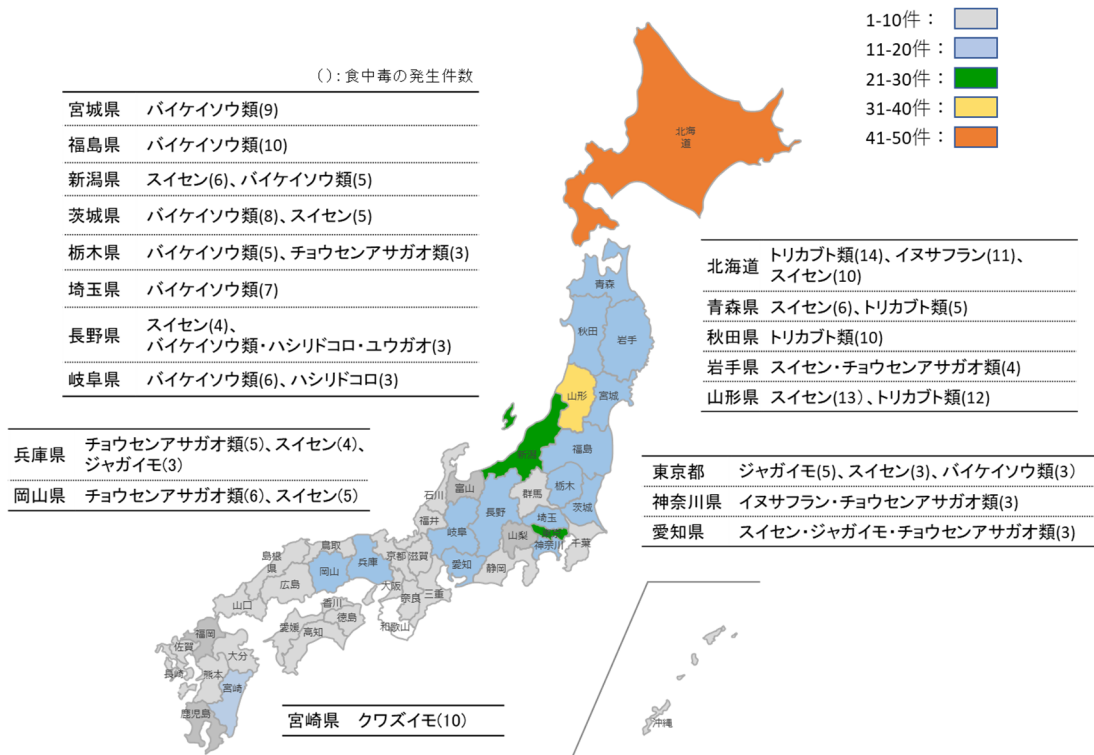 1-10件：
11-20件：
21-30件：
31-40件：
41-50件：
()：食中毒の発生件数
宮城県 バイケイソウ類(9)
福島県 バイケイソウ類(10)
新潟県 スイセン(6)、バイケイソウ類(5)
茨城県 バイケイソウ類(8)、スイセン(5)
栃木県 バイケイソウ類(5)、チョウセンアサガオ類(3)
埼玉県 バイケイソウ類(7)
長野県 スイセン(4)、
バイケイソウ類・ハシリドコロ・ユウガオ(3)
岐阜県 バイケイソウ類(6)、ハシリドコロ(3)
北海道 トリカブト類(14)、イヌサフラン(11)、
スイセン(10)
青森県 スイセン(6)、トリカブト類(5)
秋田県 トリカブト類(10)
岩手県 スイセン・チョウセンアサガオ類(4)
山形県 スイセン(13)、トリカブト類(12)
兵庫県 チョウセンアサガオ類(5)、スイセン(4)、
ジャガイモ(3)
岡山県 チョウセンアサガオ類(6)、スイセン(5)
東京都 ジャガイモ(5)、スイセン(3)、バイケイソウ類(3)
神奈川県 イヌサフラン・チョウセンアサガオ類(3)
愛知県 スイセン・ジャガイモ・チョウセンアサガオ類(3)
宮崎県 クワズイモ(10)
北海
道
青森
秋田
岩手
山形
宮城
新潟
福島
石川
富山
群馬
栃木
茨城
福井
長野
埼玉
岐阜
山梨
神奈川
千葉
愛知
静岡
島根
県
鳥取
岡山
兵庫
京都
滋賀
広島
大阪
奈良
三重
山口
香川
徳島
和歌山
愛媛
高知
福岡
佐賀
大分
長崎
熊本
宮崎
鹿児島
沖縄